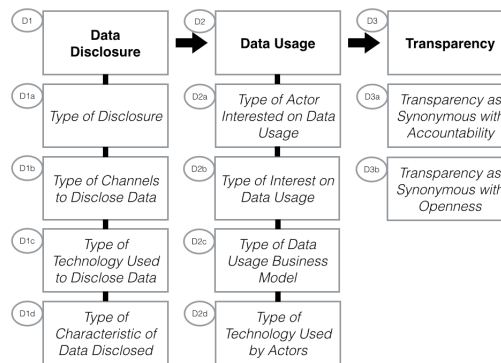 D1
Data
Disclosure
D2
Data Usage
D3
Transparency
D1a
Type of Disclosure
D2a
Type of Actor
Interested on Data
Usage
D3a
Transparency as
Synonymous with
Accountability
D1b
Type of Channels
to Disclose Data
D2b
Type of Interest on
Data Usage
D3b
Transparency as
Synonymous with
Openness
D1c
Type of
Technology Used
to Disclose Data
D2c
Type of Data
Usage Business
Model
D1d
Type of
Characteristic of
Data Disclosed
D2d
Type of
Technology Used
by Actors